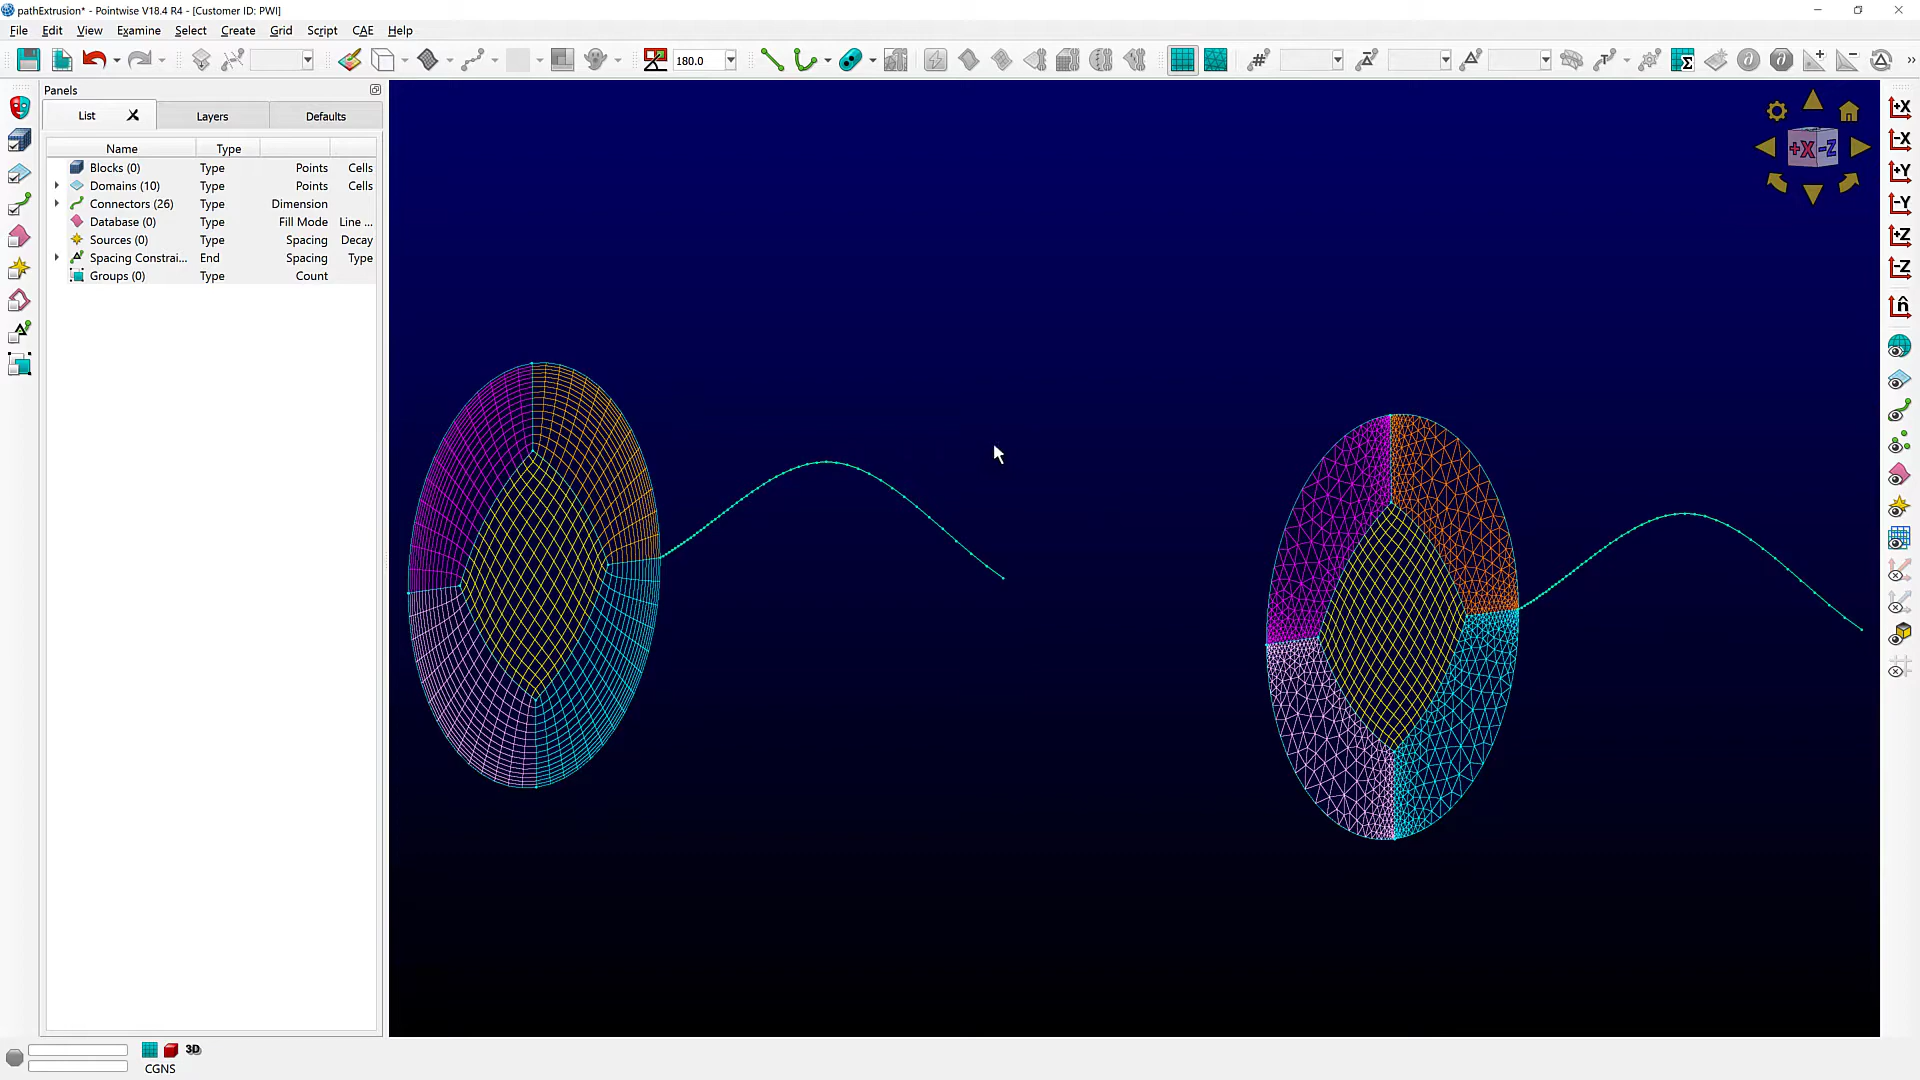 pathExtrusion* - Pointwise V18.4 R4 - [Customer ID: PWI]
File Edit View Examine Select Create Grid Script CAE Help
180.0
Panels
List Layers Defaults
Name Type
Blocks (0) Type Points Cells
Domains (10) Type Points Cells
Connectors (26) Type Dimension
Database (0) Type Fill Mode Line ...
Sources (0) Type Spacing Decay
Spacing Constrai... End Spacing Type
Groups (0) Type Count
+X -Z
+X
-X
+Y
-Y
+Z
-Z
n̂
3D
CGNS